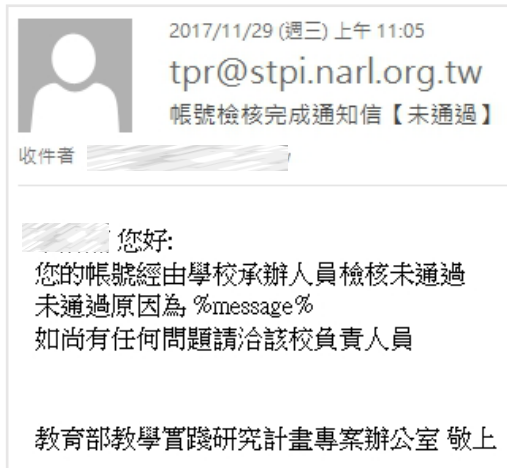 2017/11/29 (週三) 上午 11:05
tpr@stpi.narl.org.tw
帳號檢核完成通知信【未通過】
收件者
您好:
您的帳號經由學校承辦人員檢核未通過
未通過原因為 %message%
如尚有任何問題請洽該校負責人員
教育部教學實踐研究計畫專案辦公室 敬上